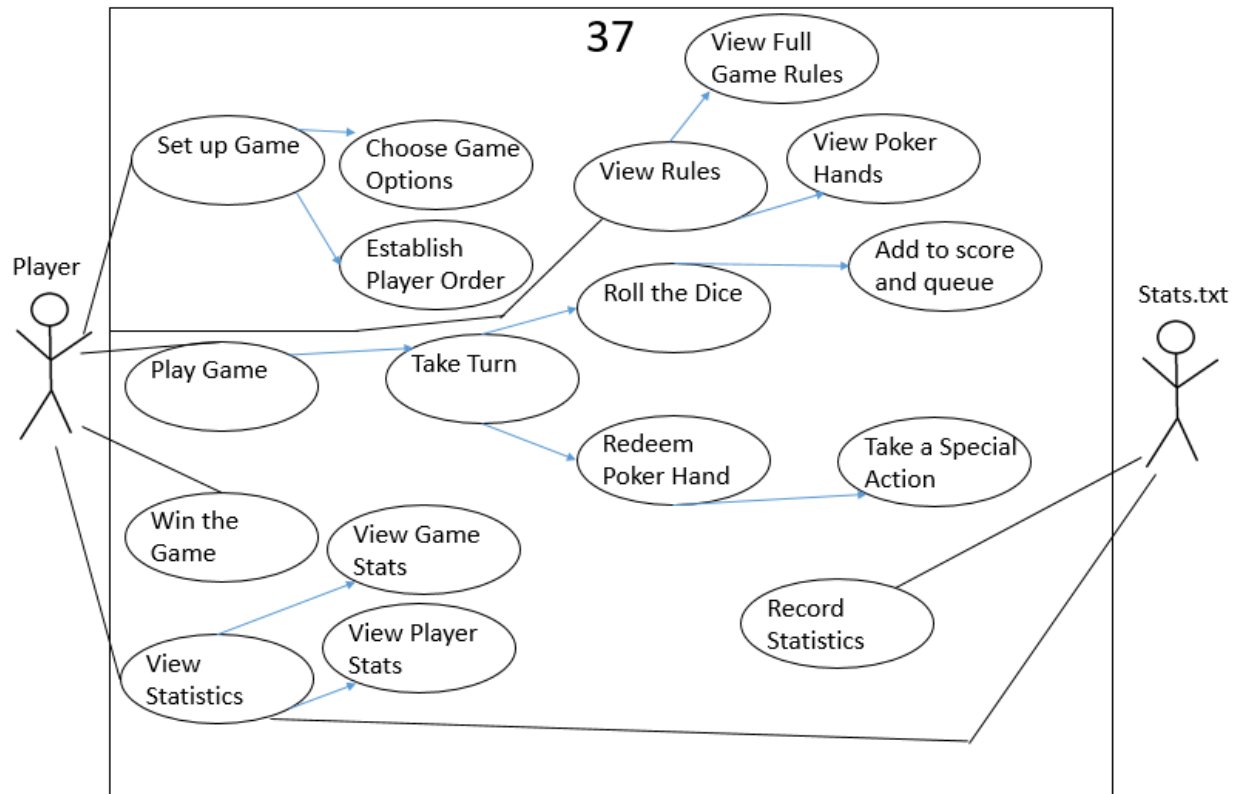 37
View Full
Game Rules
Set up Game
Choose Game
Options
View Rules
View Poker
Hands
Establish
Player Order
Add to score
and queue
Player
Roll the Dice
Stats.txt
Play Game
Take Turn
Redeem
Poker Hand
Take a Special
Action
Win the
Game
View Game
Stats
Record
Statistics
View Player
Stats
View
Statistics